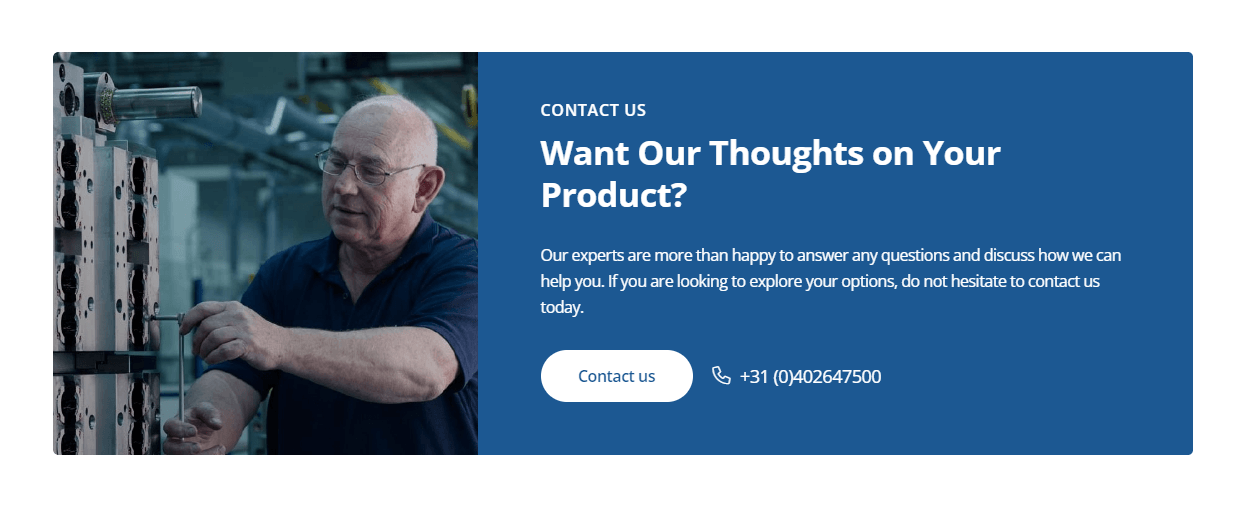 CONTACT US
Want Our Thoughts on Your
Product?
Our experts are more than happy to answer any questions and discuss how we can
help you. If you are looking to explore your options, do not hesitate to contact us
today.
Contact us
+31 (0)402647500